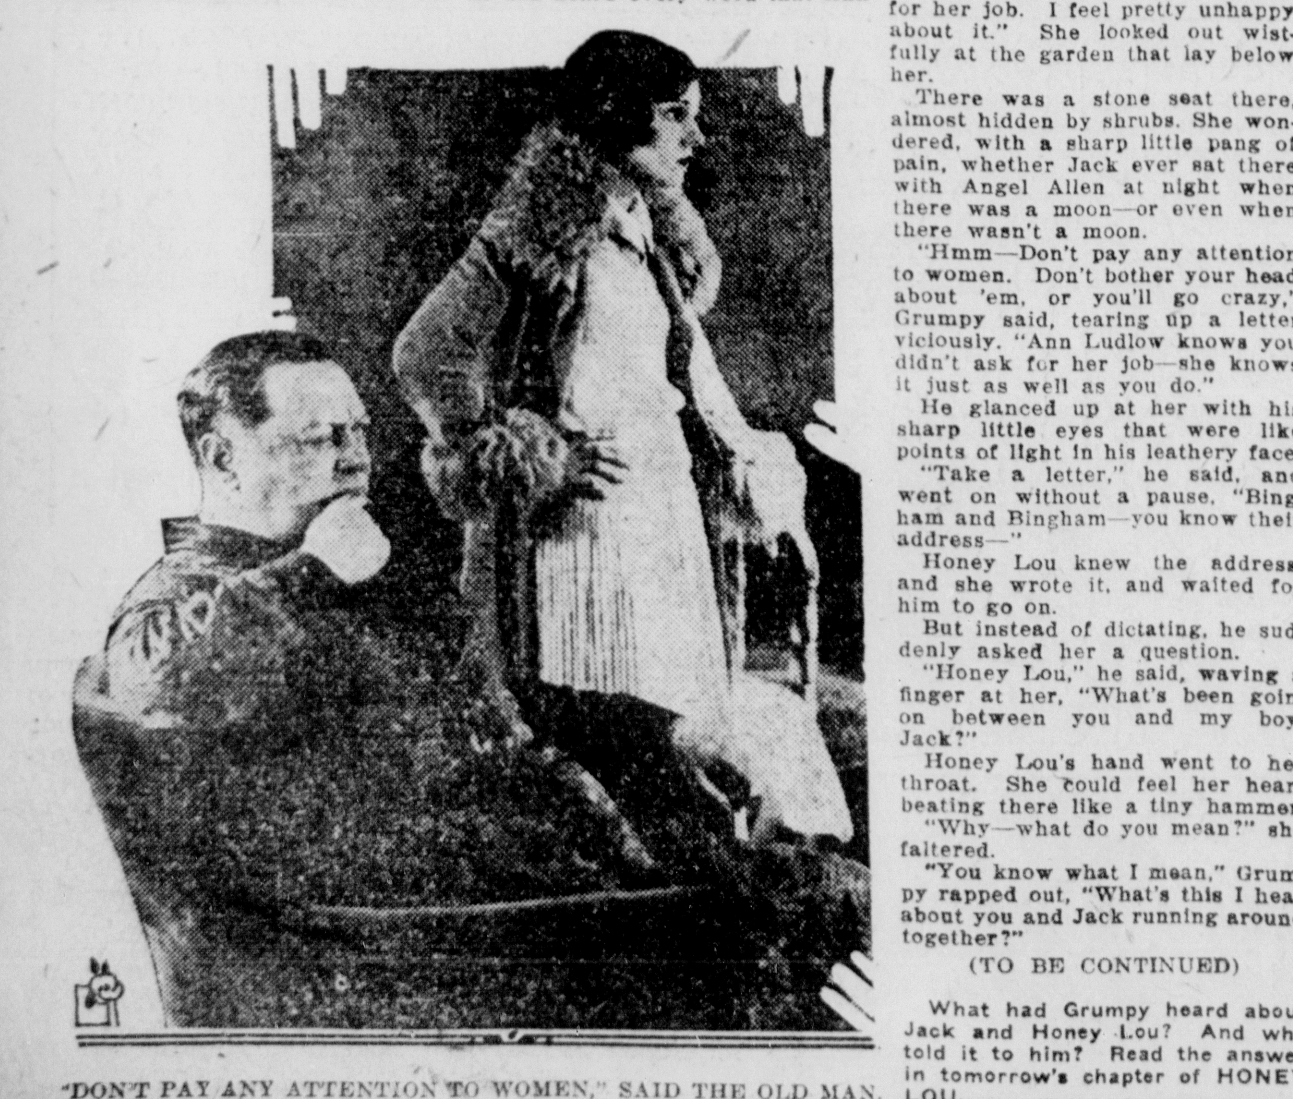 for her job. I feel pretty unhappy
about it." She looked out wist-
fully at the garden that lay below
her.
There was a stone seat there,
almost hidden by shrubs. She won-
dered, with a sharp little pang of
pain, whether Jack ever sat there
with Angel Allen at night when
there was a moon—or even when
there wasn't a moon.
"Hmm—Don't pay any attention
to women. Don't bother your head
about 'em, or you'll go crazy,"
Grumpy said, tearing up a letter
viciously. "Ann Ludlow knows you
didn't ask for her job—she knows
it just as well as you do."
He glanced up at her with his
sharp little eyes that were like
points of light in his leathery face
"Take a letter," he said, and
went on without a pause, "Bing
ham and Bingham—you know their
address—"
Honey Lou knew the address
and she wrote it, and waited fo
him to go on.
But instead of dictating, he sud
denly asked her a question.
"Honey Lou," he said, waving
finger at her, "What's been goin
on between you and my boy
Jack?"
Honey Lou's hand went to he
throat. She could feel her hear
beating there like a tiny hammer
"Why—what do you mean?" sh
faltered.
"You know what I mean," Grum
py rapped out, "What's this I hea
about you and Jack running aroun
together?"
(TO BE CONTINUED)
What had Grumpy heard abou
Jack and Honey Lou? And wh
told it to him? Read the answe
in tomorrow's chapter of HONEY
LOU.
"DON'T PAY ANY ATTENTION TO WOMEN," SAID THE OLD MAN.